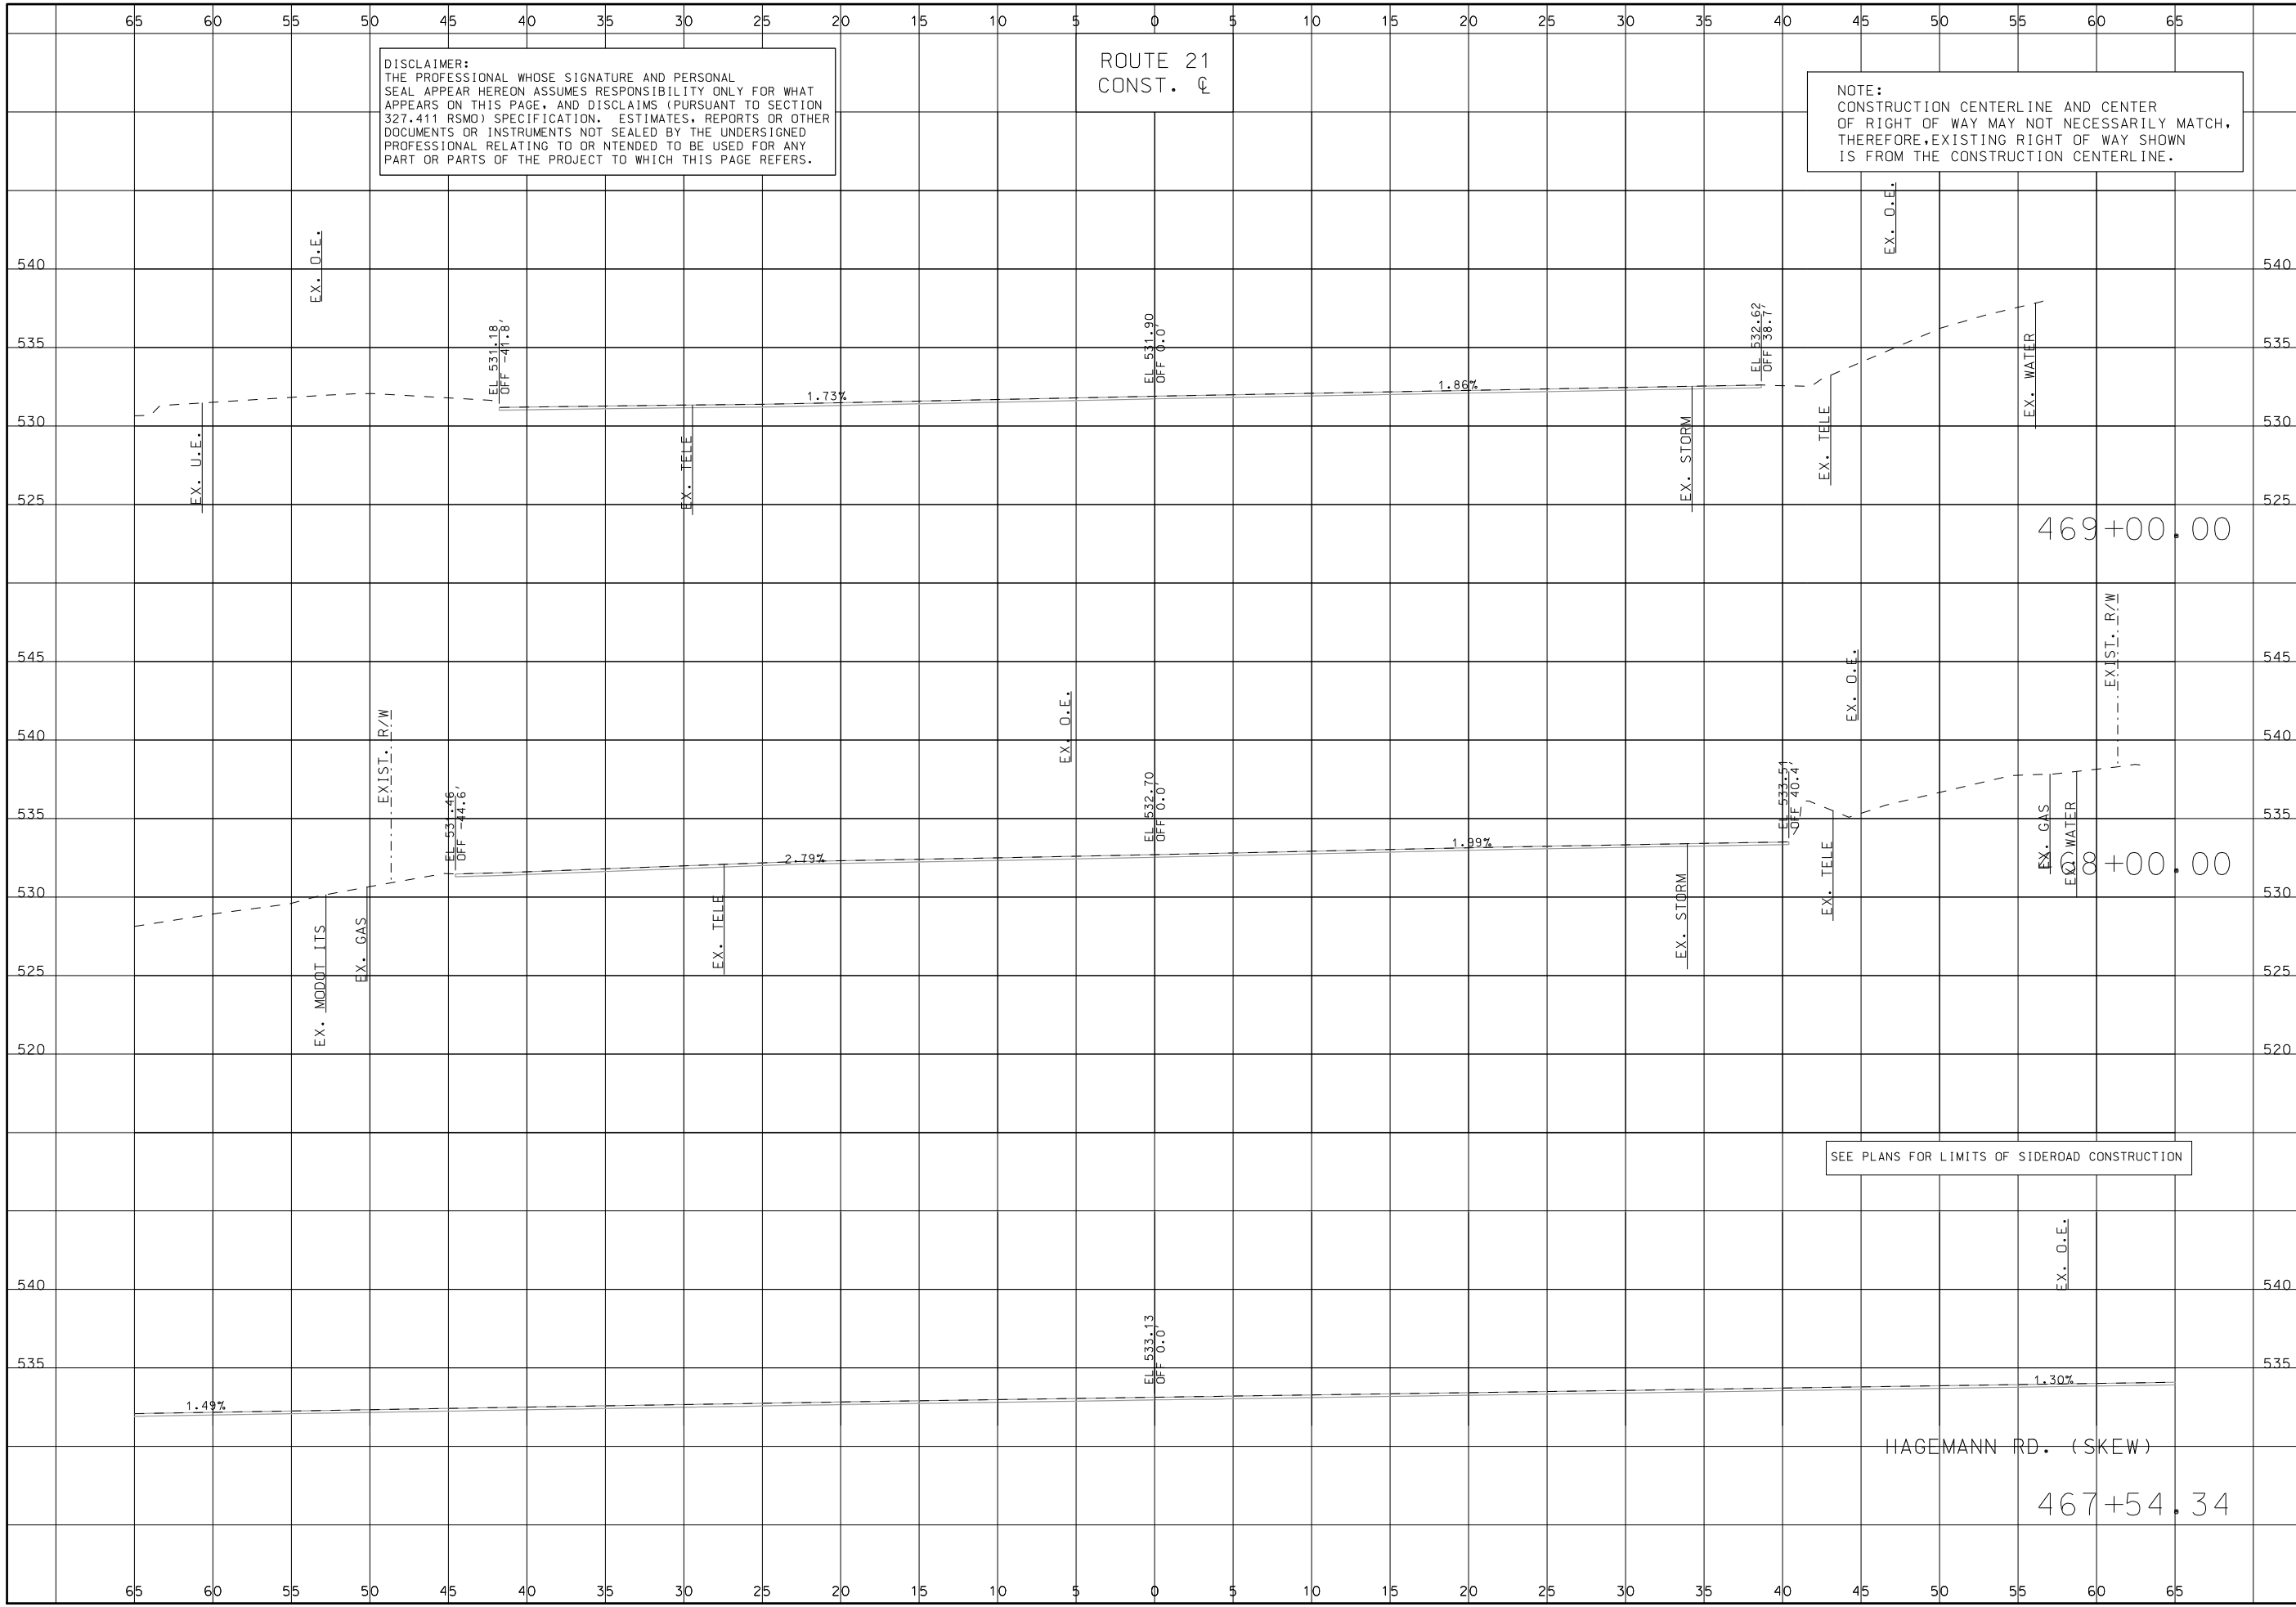 65 60 55 50 45 40 35 30 25 20 15 10 5 0 5 10 15 20 25 30 35 40 45 50 55 60 65
DISCLAIMER:
THE PROFESSIONAL WHOSE SIGNATURE AND PERSONAL
SEAL APPEAR HEREON ASSUMES RESPONSIBILITY ONLY FOR WHAT
APPEARS ON THIS PAGE, AND DISCLAIMS (PURSUANT TO SECTION
327.411 RSMO) SPECIFICATION. ESTIMATES, REPORTS OR OTHER
DOCUMENTS OR INSTRUMENTS NOT SEALED BY THE UNDERSIGNED
PROFESSIONAL RELATING TO OR NTENDED TO BE USED FOR ANY
PART OR PARTS OF THE PROJECT TO WHICH THIS PAGE REFERS.
ROUTE 21
CONST. ℄
NOTE:
CONSTRUCTION CENTERLINE AND CENTER
OF RIGHT OF WAY MAY NOT NECESSARILY MATCH,
THEREFORE,EXISTING RIGHT OF WAY SHOWN
IS FROM THE CONSTRUCTION CENTERLINE.
EX. O.E.
EX. O.E.
540 540
EL 531.18
OFF -41.8'
EL 531.90
OFF 0.0'
EL 532.62
OFF 38.7'
535 535
EX. WATER
1.73%
1.86%
530 530
EX. U.E.
EX. TELE
EX. STORM
EX. TELE
525 525
469+00.00
EXIST. R/W
545 545
EX. O.E.
EX. O.E.
EXIST. R/W
540 540
EL 531.46
OFF -44.6'
EL 532.70
OFF 0.0'
EL 533.51
OFF 40.4'
535 535
2.79%
1.99%
EX. GAS
EX. WATER
468+00.00
530 530
EX. MODOT ITS
EX. GAS
EX. TELE
EX. STORM
EX. TELE
525 525
520 520
SEE PLANS FOR LIMITS OF SIDEROAD CONSTRUCTION
EX. O.E.
540 540
EL 533.13
OFF 0.0'
535 535
1.49%
1.30%
HAGEMANN RD. (SKEW)
467+54.34
65 60 55 50 45 40 35 30 25 20 15 10 5 0 5 10 15 20 25 30 35 40 45 50 55 60 65